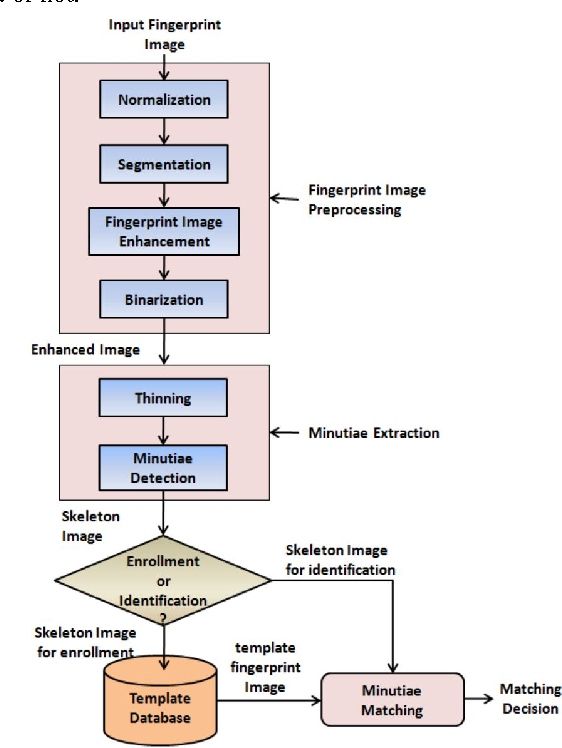 Input Fingerprint
Image
Normalization
Segmentation
Fingerprint Image
Enhancement
Binarization
Fingerprint Image
Preprocessing
Enhanced Image
Thinning
Minutiae
Detection
Minutiae Extraction
Skeleton
Image
Enrollment
or
Identification
?
Skeleton Image
for identification
Skeleton Image
for enrollment
template
fingerprint
Image
Template
Database
Minutiae
Matching
Matching
Decision